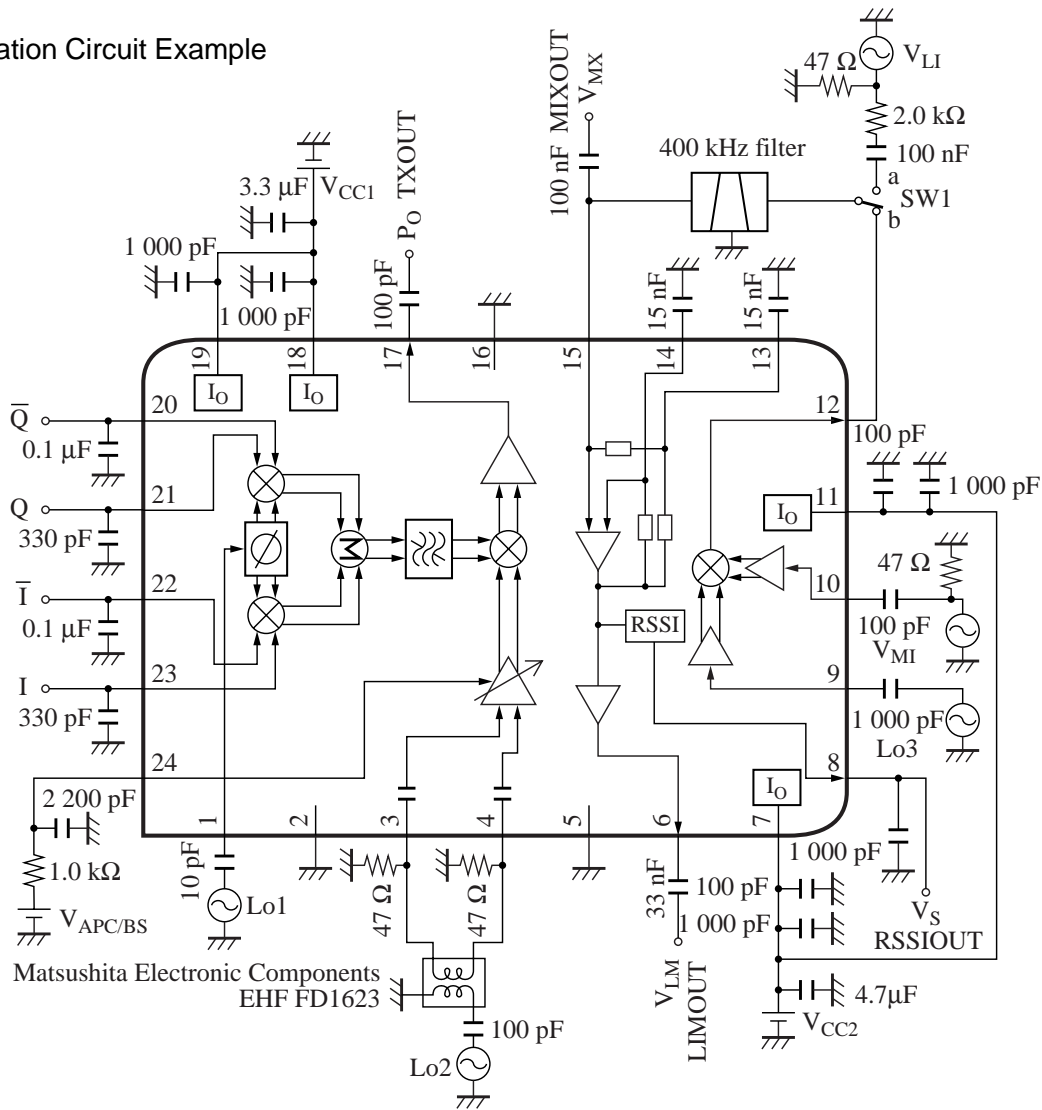 ation Circuit Example
V_LI
47 Ω
2.0 kΩ
100 nF
a
SW1
b
100 nF MIXOUT V_MX
400 kHz filter
3.3 μF
V_CC1
1 000 pF
1 000 pF
P_O TXOUT
100 pF
15 nF
15 nF
19
18
17
16
15
14
13
I_O
I_O
Q̅
20
0.1 μF
Q
21
330 pF
I̅
22
0.1 μF
I
23
330 pF
Σ
12
100 pF
11
1 000 pF
I_O
47 Ω
10
100 pF
V_MI
RSSI
9
1 000 pF
Lo3
8
I_O
24
2 200 pF
1.0 kΩ
V_APC/BS
1
2
3
4
5
6
7
10 pF
Lo1
47 Ω
47 Ω
33 nF
V_LM
LIMOUT
1 000 pF
100 pF
1 000 pF
V_S
RSSIOUT
4.7μF
V_CC2
Matsushita Electronic Components
EHF FD1623
100 pF
Lo2